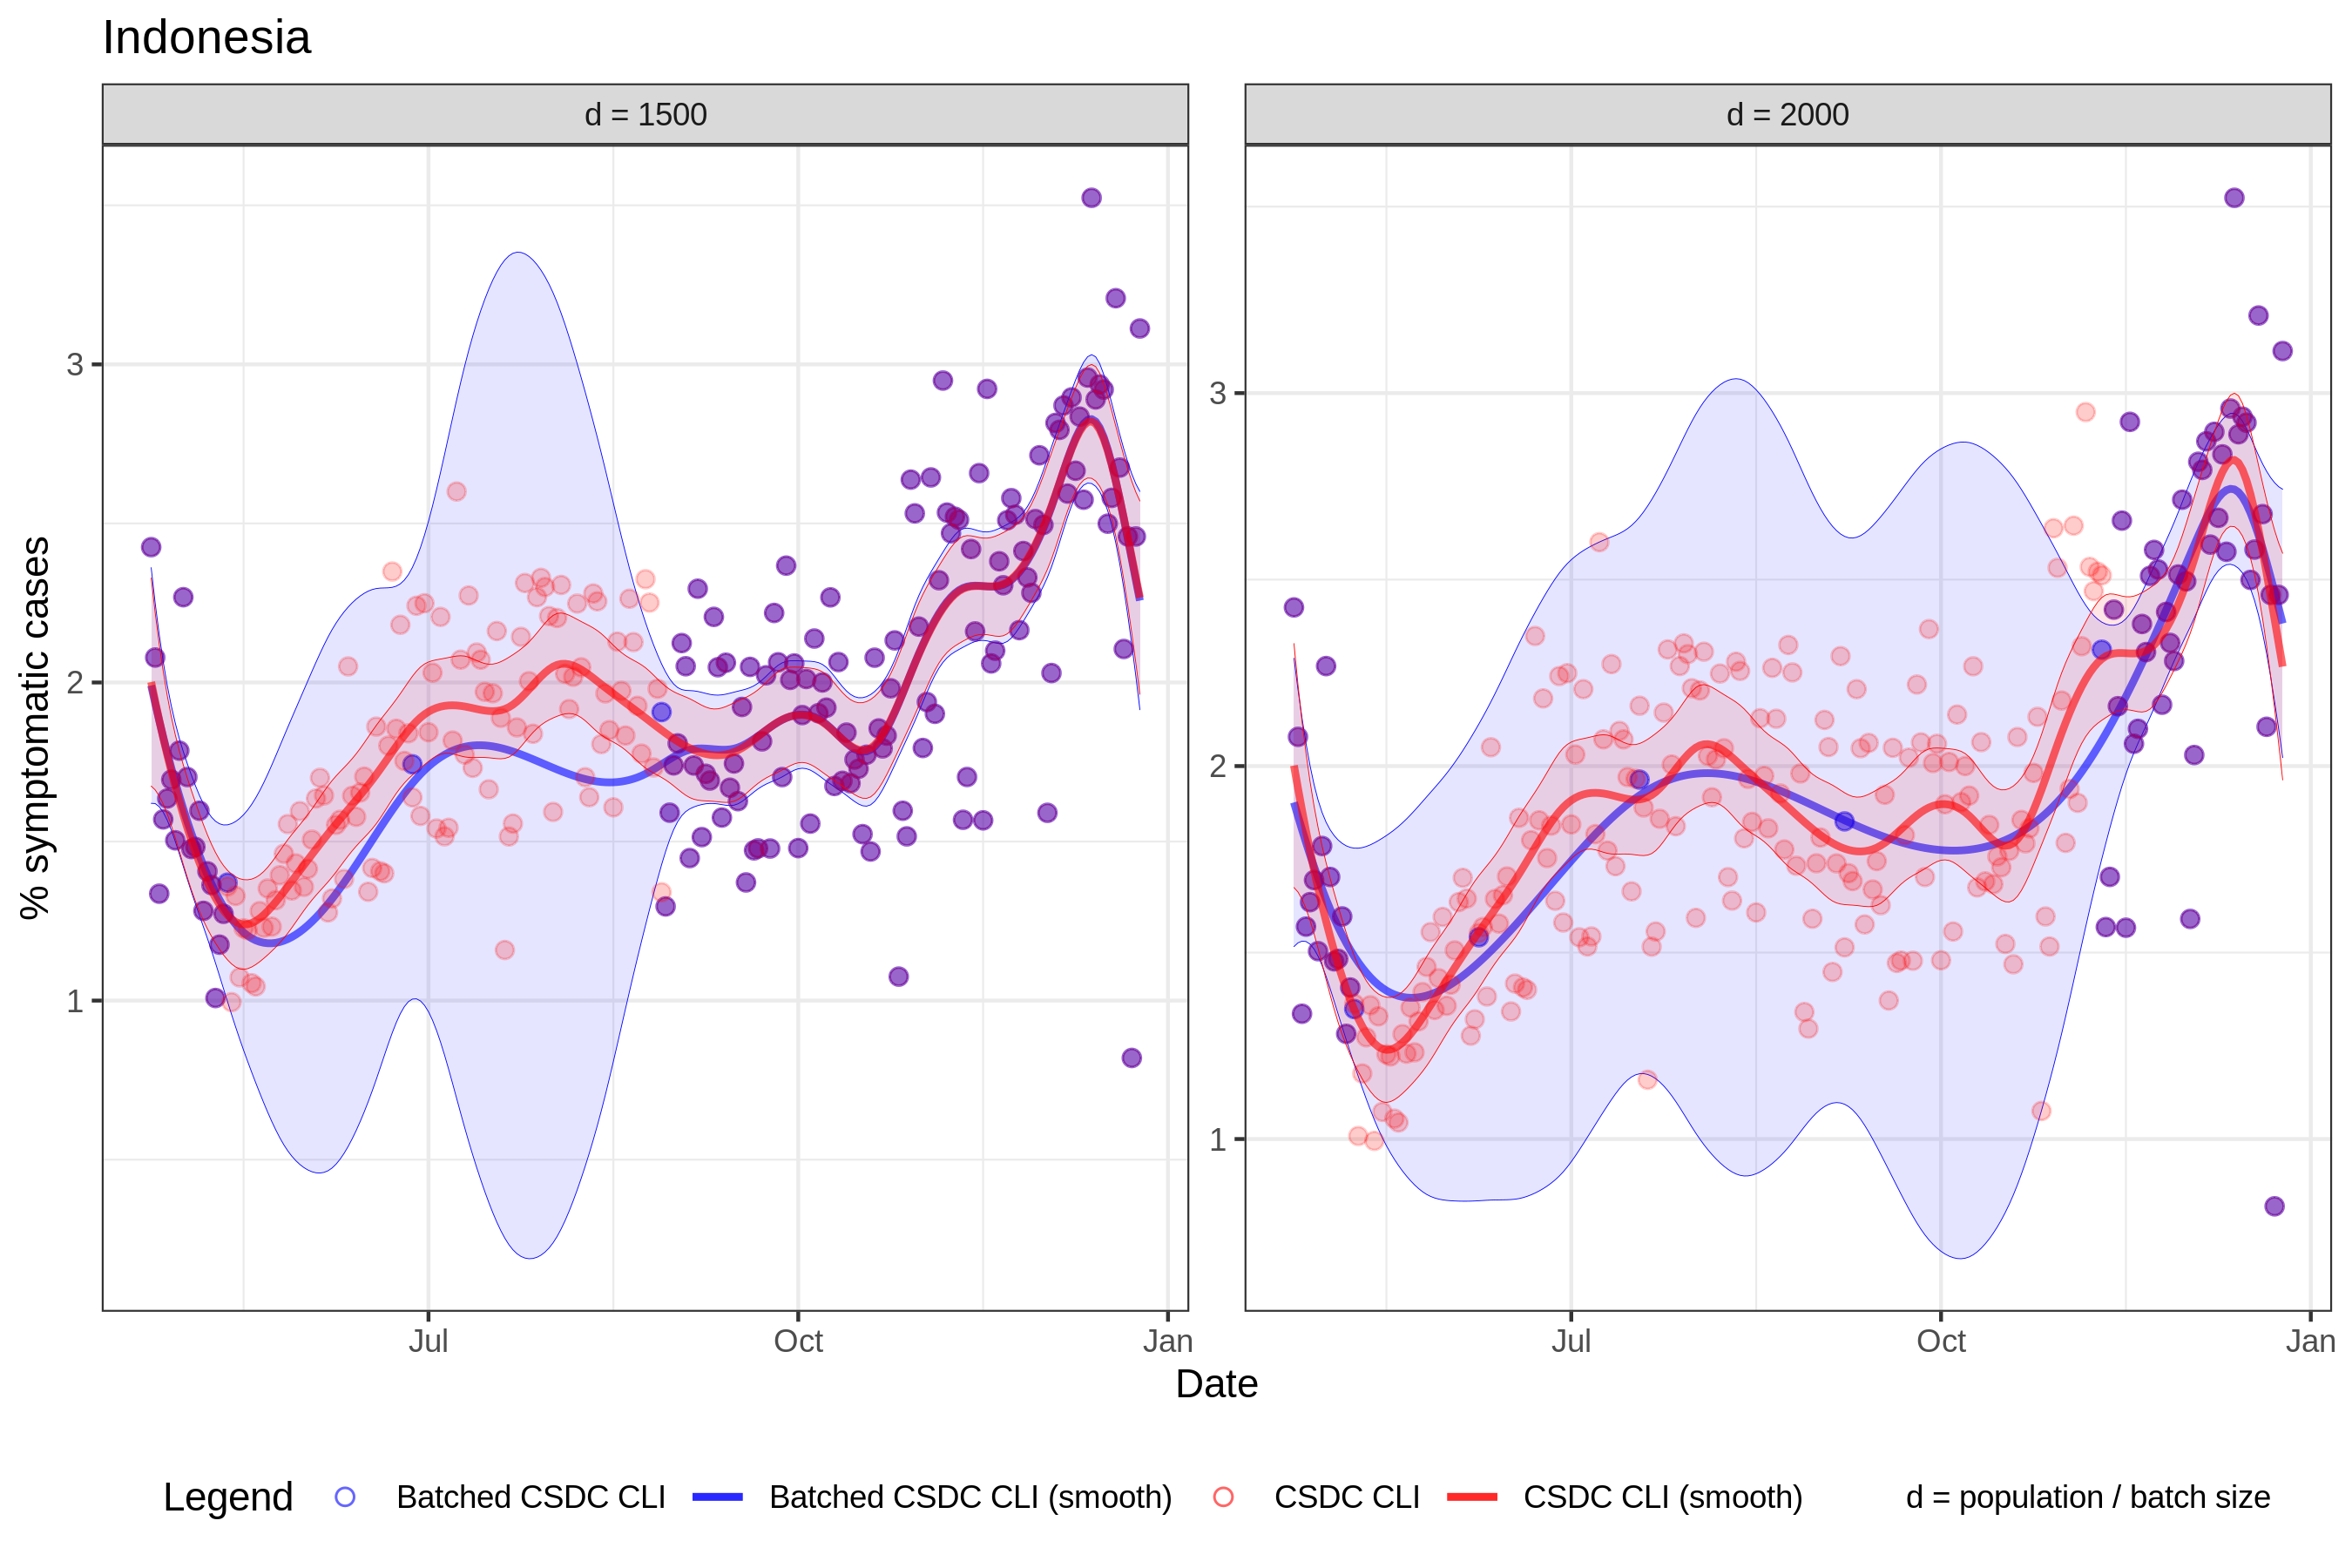 Indonesia
d = 1500
d = 2000
% symptomatic cases
3
2
1
3
2
1
Jul
Oct
Jan
Jul
Oct
Jan
Date
Legend
Batched CSDC CLI
Batched CSDC CLI (smooth)
CSDC CLI
CSDC CLI (smooth)
d = population / batch size